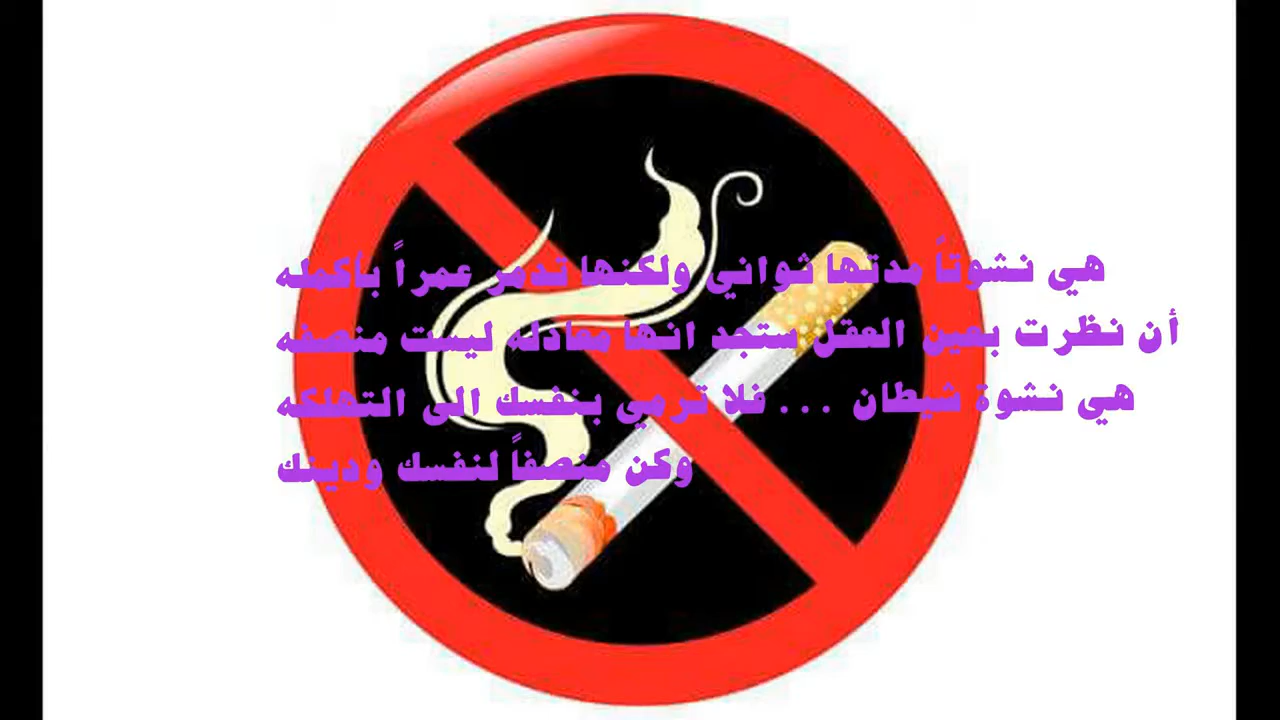 هي نشوتاً مدتها ثواني ولكنها تدمر عمراً بأكمله
أن نظرت بعين العقل ستجد انها معادله ليست منصفه
هي نشوة شيطان ... فلا ترمي بنفسك الى التهلكه
وكن منصفاً لنفسك ودينك